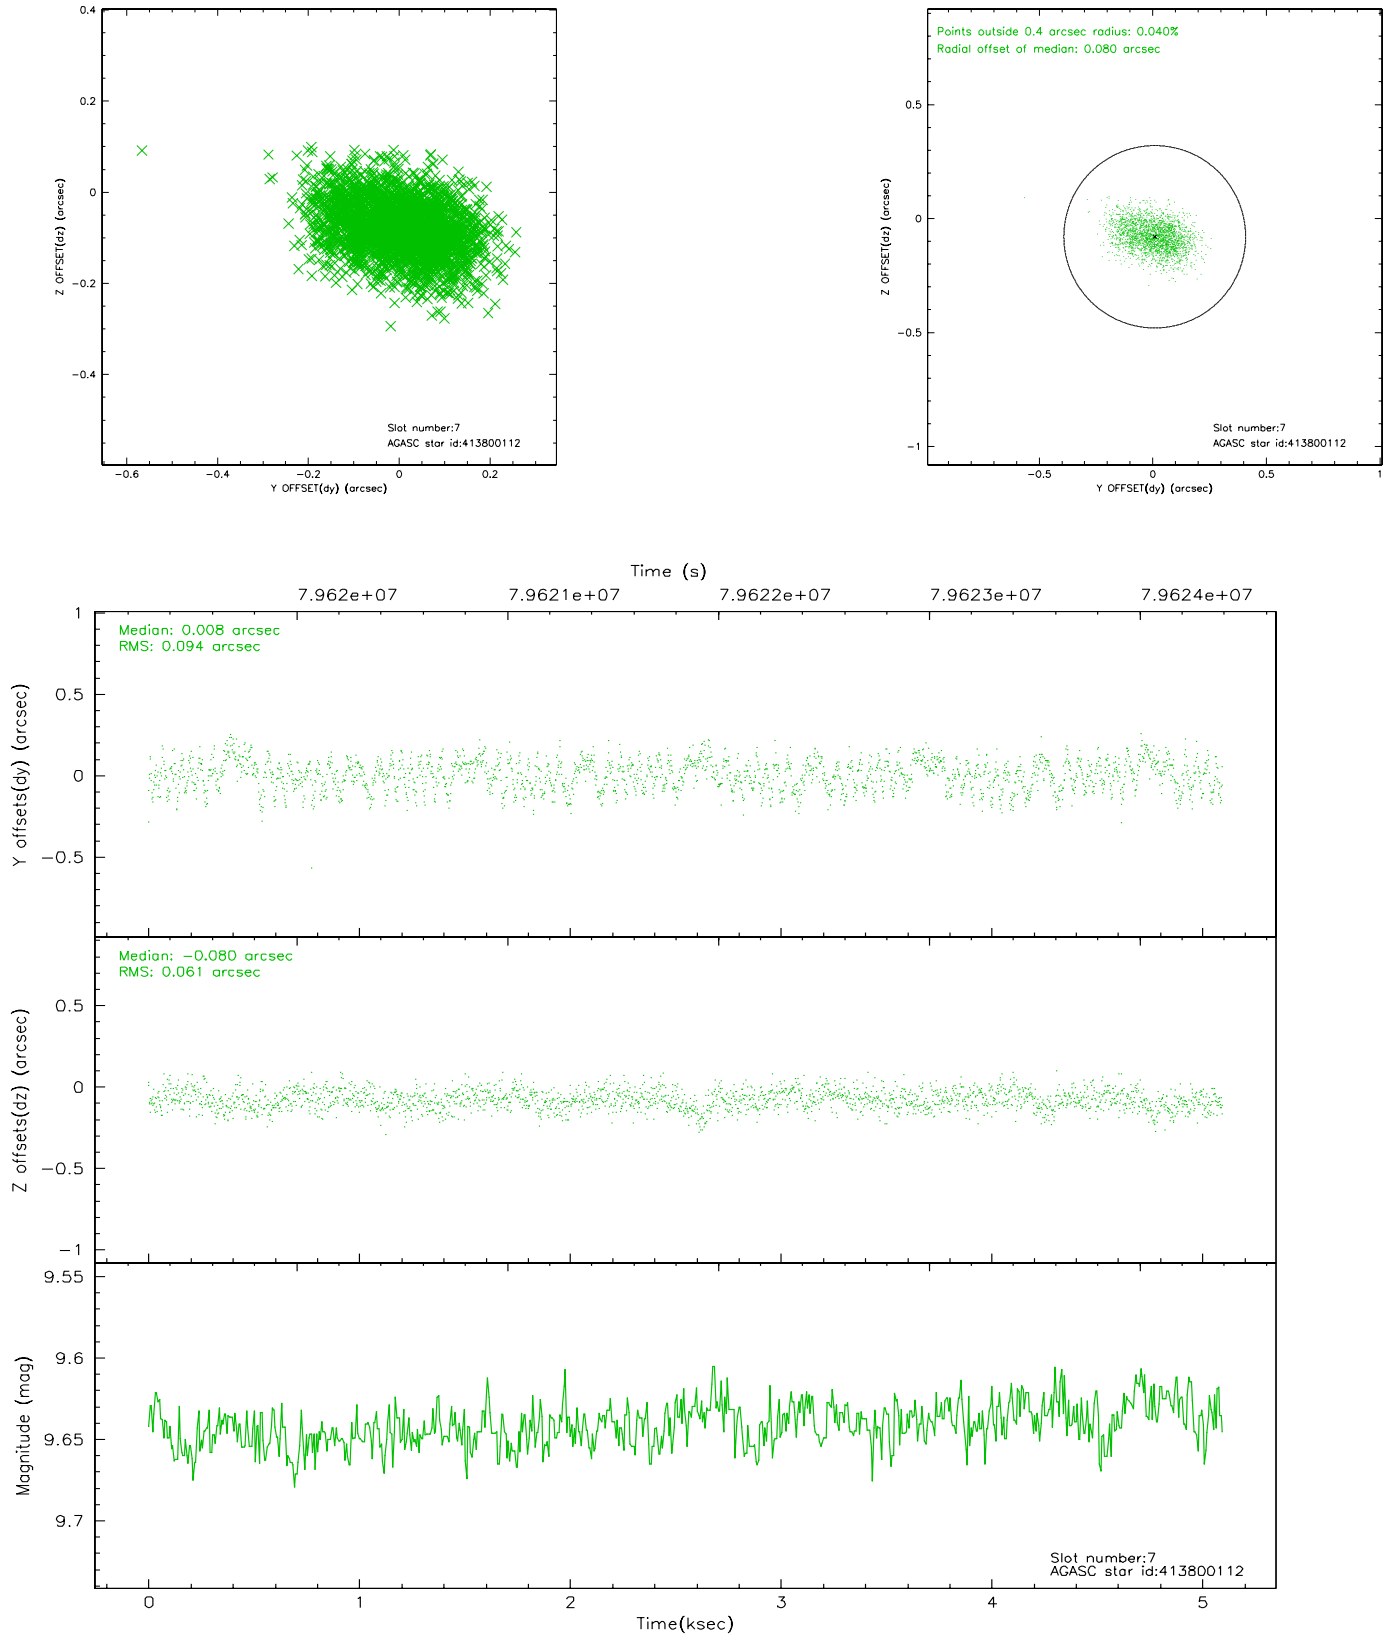 0.4
0.2
0
−0.2
−0.4
Z OFFSET(dz) (arcsec)
Slot number:7
AGASC star id:413800112
−0.6 −0.4 −0.2 0 0.2
Y OFFSET(dy) (arcsec)
Points outside 0.4 arcsec radius: 0.040%
Radial offset of median: 0.080 arcsec
0.5
0
−0.5
−1
Z OFFSET(dz) (arcsec)
Slot number:7
AGASC star id:413800112
−0.5 0 0.5 1
Y OFFSET(dy) (arcsec)
Time (s)
7.962e+07 7.9621e+07 7.9622e+07 7.9623e+07 7.9624e+07
Median: 0.008 arcsec
RMS: 0.094 arcsec
1
0.5
0
−0.5
Y offsets(dy) (arcsec)
Median: −0.080 arcsec
RMS: 0.061 arcsec
0.5
0
−0.5
−1
Z offsets(dz) (arcsec)
9.55
9.6
9.65
9.7
Magnitude (mag)
Slot number:7
AGASC star id:413800112
0 1 2 3 4 5
Time(ksec)